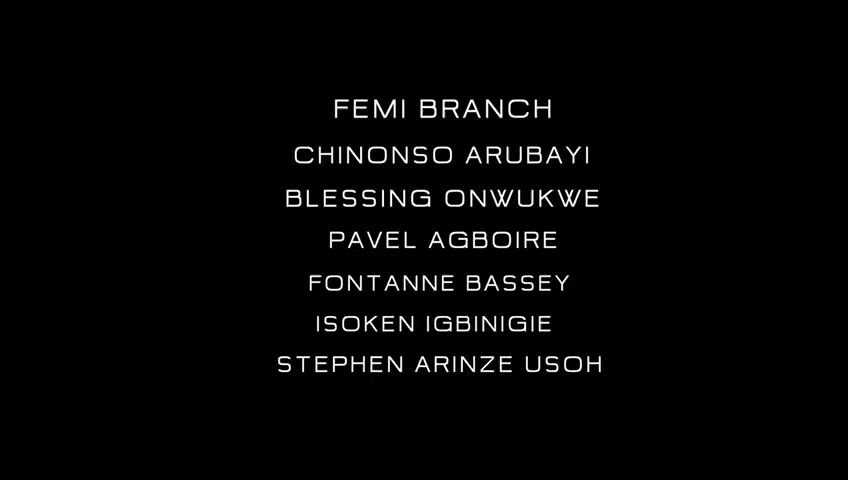 FEMI BRANCH
CHINONSO ARUBAYI
BLESSING ONWUKWE
PAVEL AGBOIRE
FONTANNE BASSEY
ISOKEN IGBINIGIE
STEPHEN ARINZE USOH